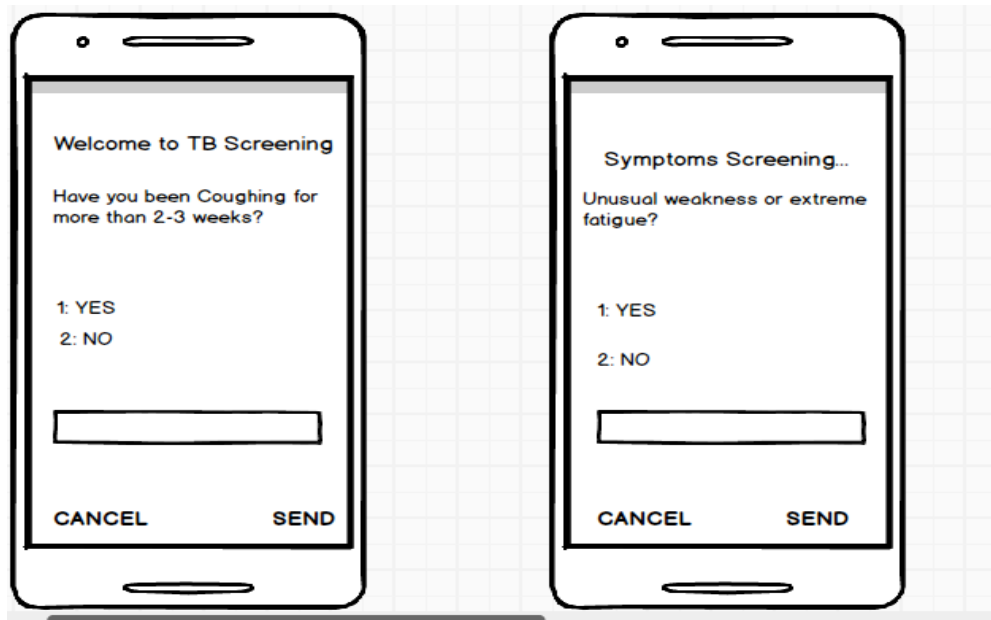 Welcome to TB Screening
Have you been Coughing for
more than 2-3 weeks?
1: YES
2: NO
CANCEL
SEND
Symptoms Screening...
Unusual weakness or extreme
fatigue?
1: YES
2: NO
CANCEL
SEND